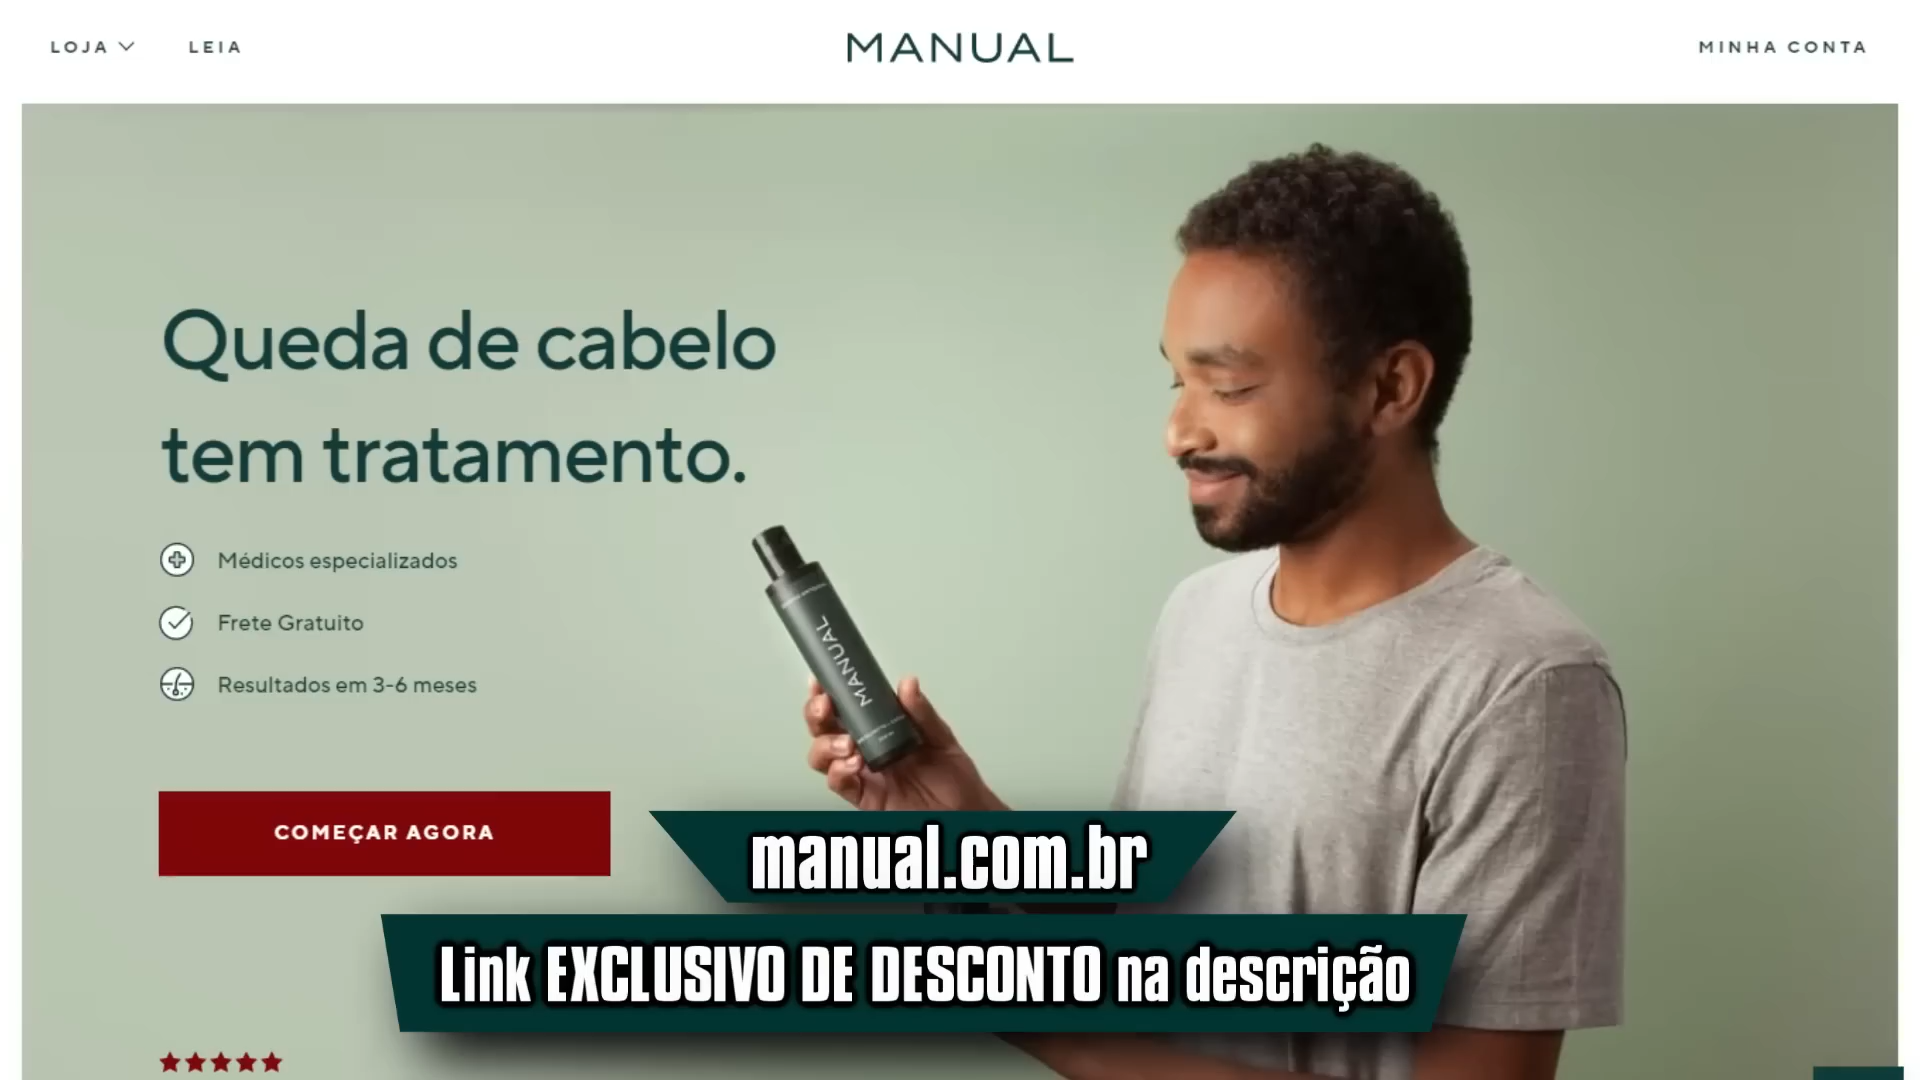 LOJA
LEIA
MANUAL
MINHA CONTA
Queda de cabelo
tem tratamento.
Médicos especializados
Frete Gratuito
Resultados em 3-6 meses
MANUAL
COMEÇAR AGORA
manual.com.br
Link EXCLUSIVO DE DESCONTO na descrição